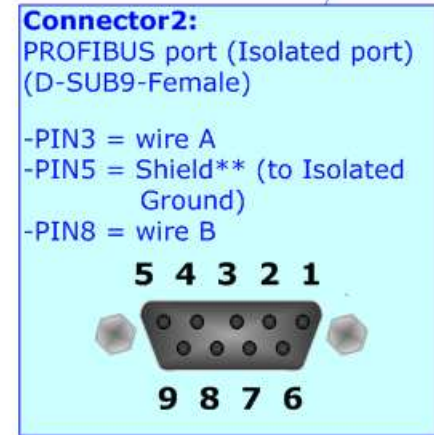 Connector2:
PROFIBUS port (Isolated port)
(D-SUB9-Female)
-PIN3 = wire A
-PIN5 = Shield** (to Isolated
Ground)
-PIN8 = wire B
5 4 3 2 1
9 8 7 6